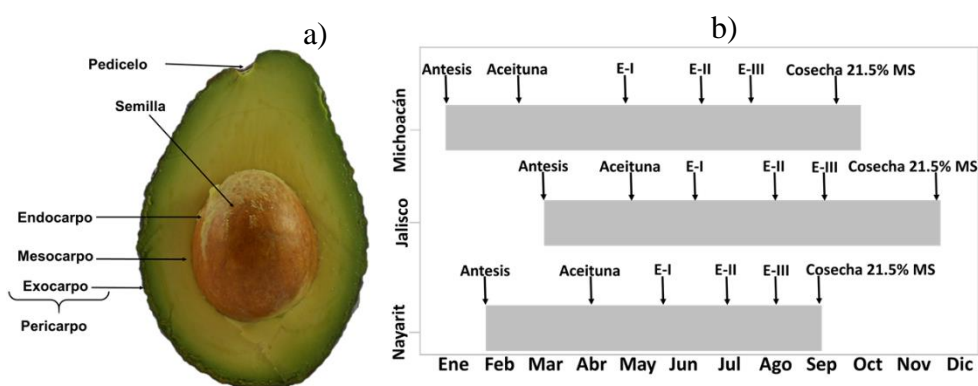 a)
Pedicelo
Semilla
Endocarpo
Mesocarpo
Exocarpo
Pericarpo
b)
Michoacán
Antesis Aceituna E-I E-II E-III Cosecha 21.5% MS
Jalisco
Antesis Aceituna E-I E-II E-III Cosecha 21.5% MS
Nayarit
Antesis Aceituna E-I E-II E-III Cosecha 21.5% MS
Ene Feb Mar Abr May Jun Jul Ago Sep Oct Nov Dic